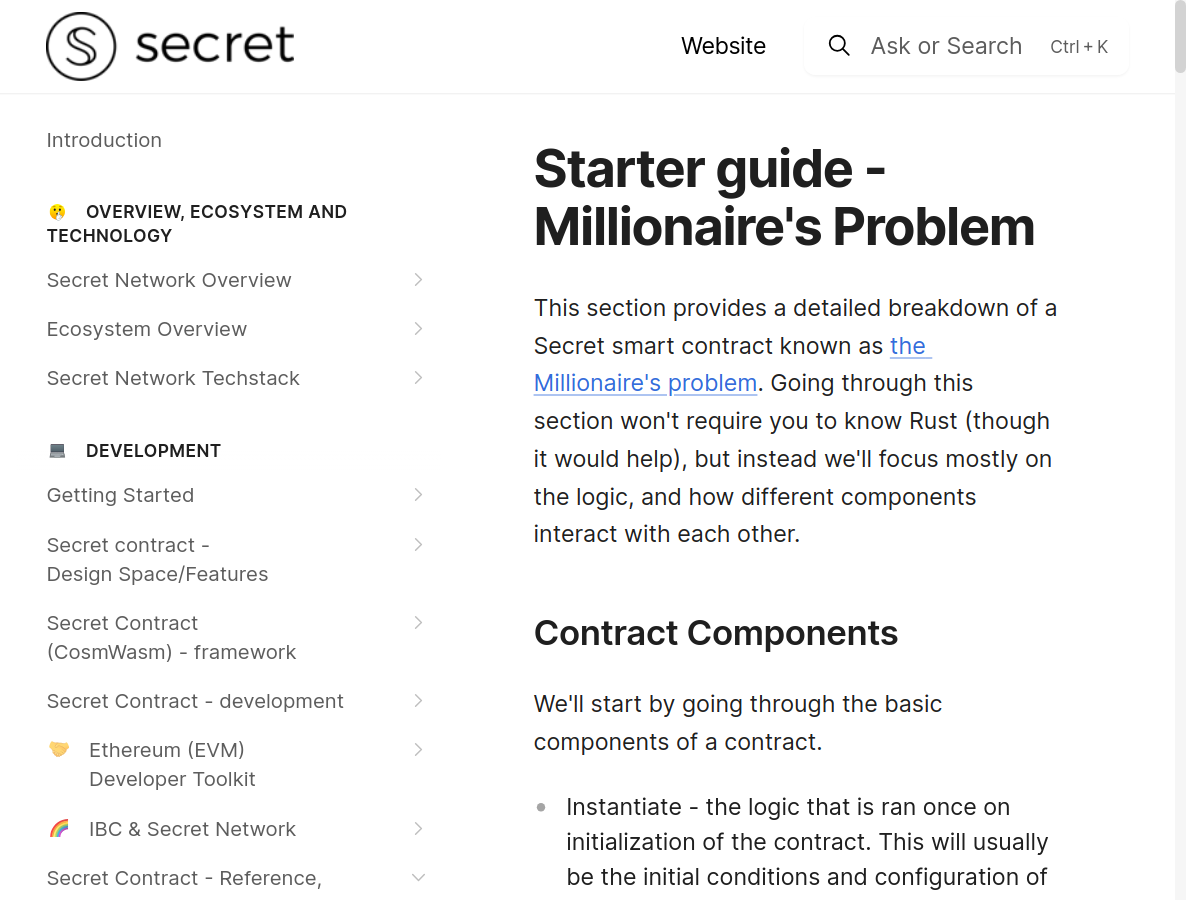 secret
Website
Ask or Search
Ctrl + K
Introduction
OVERVIEW, ECOSYSTEM AND
TECHNOLOGY
Secret Network Overview
Ecosystem Overview
Secret Network Techstack
DEVELOPMENT
Getting Started
Secret contract -
Design Space/Features
Secret Contract
(CosmWasm) - framework
Secret Contract - development
Ethereum (EVM)
Developer Toolkit
IBC & Secret Network
Secret Contract - Reference,
Starter guide -
Millionaire's Problem
This section provides a detailed breakdown of a
Secret smart contract known as the
Millionaire's problem. Going through this
section won't require you to know Rust (though
it would help), but instead we'll focus mostly on
the logic, and how different components
interact with each other.
Contract Components
We'll start by going through the basic
components of a contract.
Instantiate - the logic that is ran once on
initialization of the contract. This will usually
be the initial conditions and configuration of